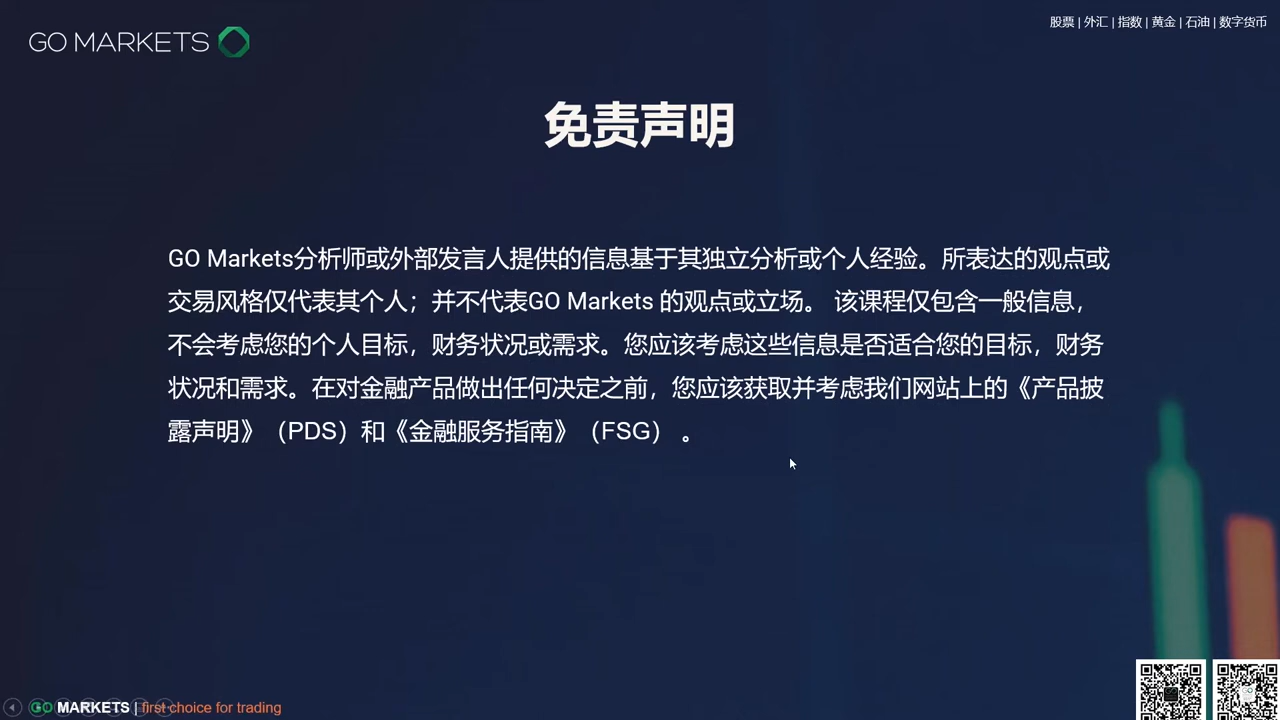 GO MARKETS
股票 | 外汇 | 指数 | 黄金 | 石油 | 数字货币
免责声明
GO Markets分析师或外部发言人提供的信息基于其独立分析或个人经验。所表达的观点或
交易风格仅代表其个人；并不代表GO Markets 的观点或立场。 该课程仅包含一般信息，
不会考虑您的个人目标，财务状况或需求。您应该考虑这些信息是否适合您的目标，财务
状况和需求。在对金融产品做出任何决定之前，您应该获取并考虑我们网站上的《产品披
露声明》（PDS）和《金融服务指南》（FSG） 。
GO MARKETS | first choice for trading